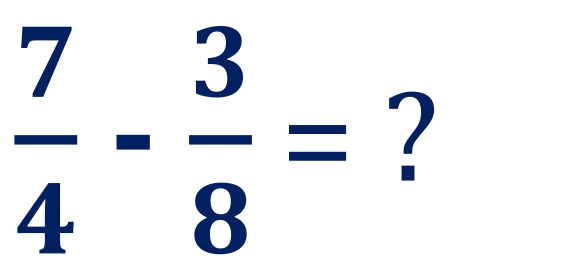 7/4 - 3/8 = ?